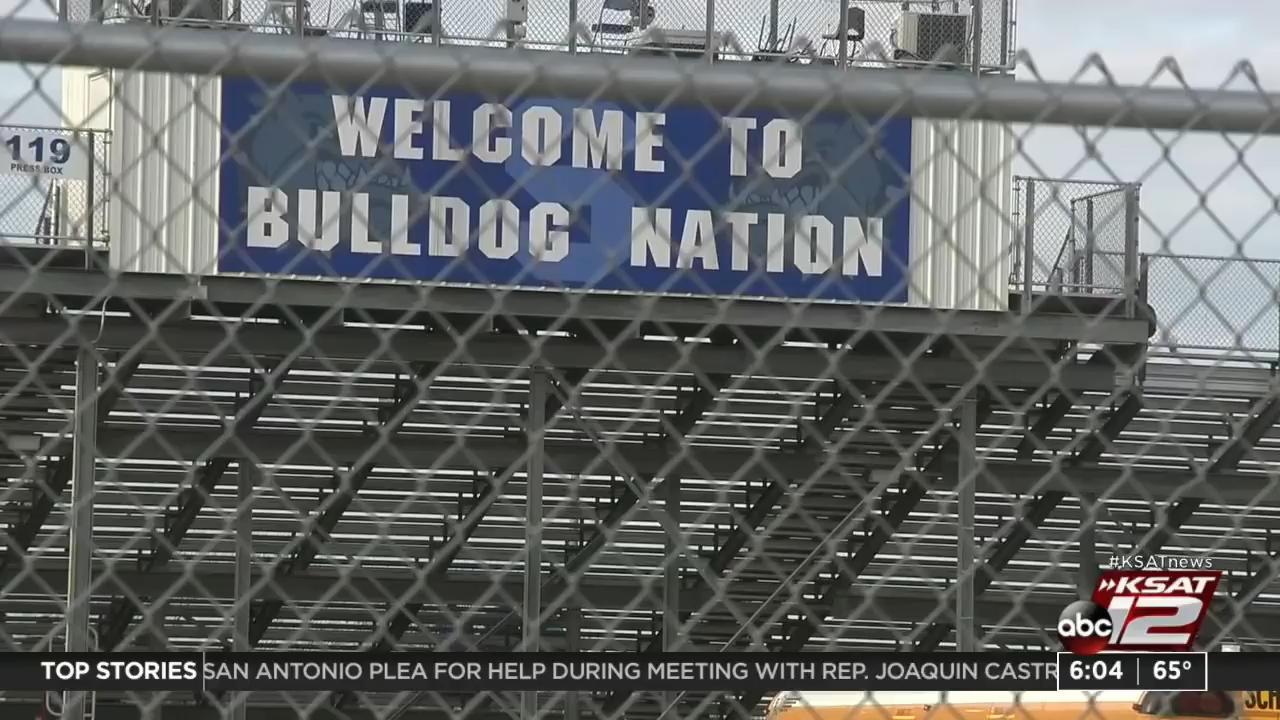 WELCOME TO
BULLDOG NATION
119
PRESS BOX
#KSATnews
KSAT
12
abc
TOP STORIES
SAN ANTONIO PLEA FOR HELP DURING MEETING WITH REP. JOAQUIN CASTR
6:04
65°
SCH